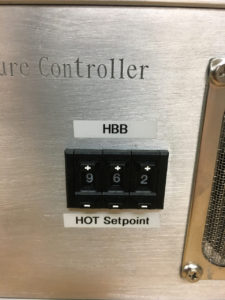 ure Controller
HBB
9 6 2
HOT Setpoint